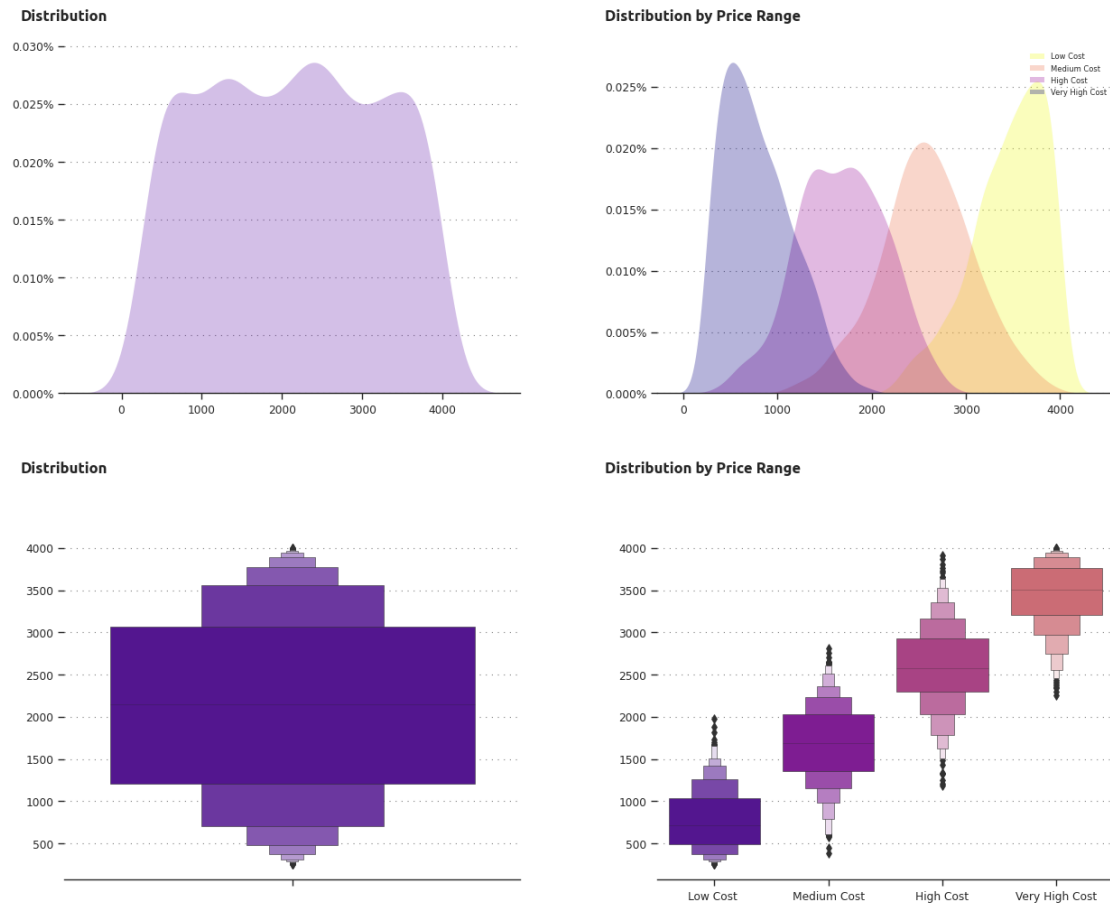 Distribution
0.030%
0.025%
0.020%
0.015%
0.010%
0.005%
0.000%
0 1000 2000 3000 4000
Distribution by Price Range
Low Cost
Medium Cost
High Cost
Very High Cost
0.025%
0.020%
0.015%
0.010%
0.005%
0.000%
0 1000 2000 3000 4000
Distribution
4000
3500
3000
2500
2000
1500
1000
500
Distribution by Price Range
4000
3500
3000
2500
2000
1500
1000
500
Low Cost Medium Cost High Cost Very High Cost